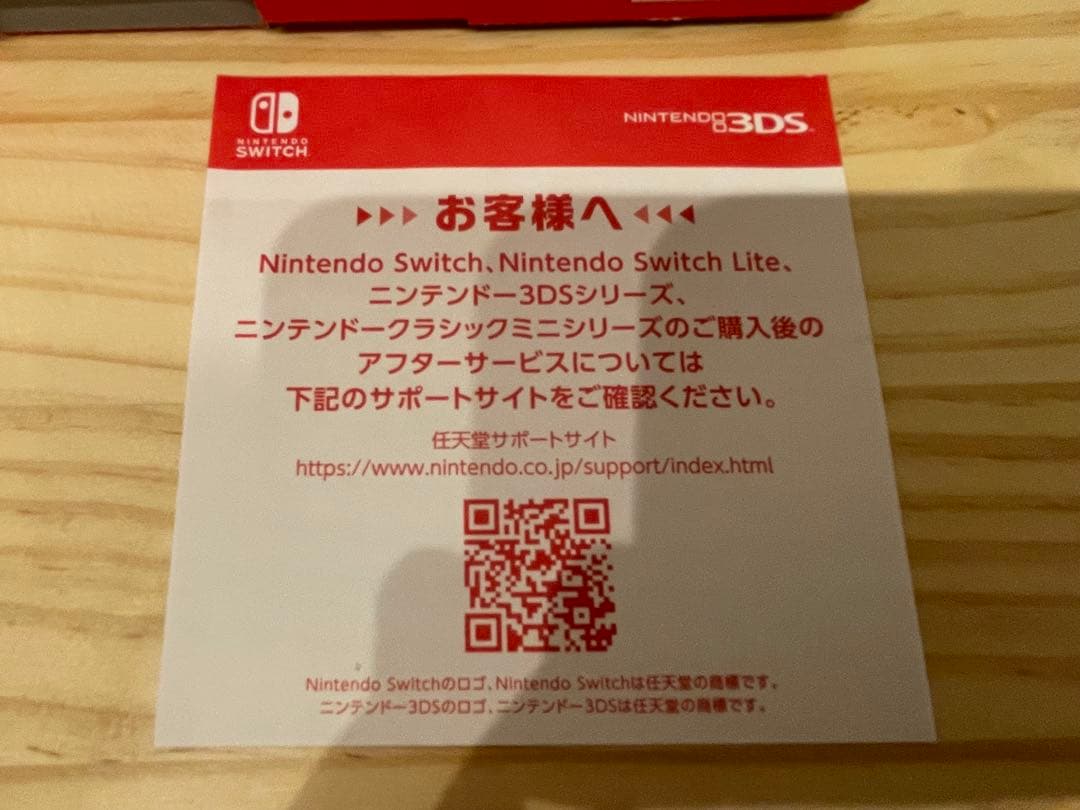 NINTENDO
SWITCH
NINTENDO 3DS
お客様へ
Nintendo Switch、Nintendo Switch Lite、
ニンテンドー3DSシリーズ、
ニンテンドークラシックミニシリーズのご購入後の
アフターサービスについては
下記のサポートサイトをご確認ください。
任天堂サポートサイト
https://www.nintendo.co.jp/support/index.html
Nintendo Switchのロゴ、Nintendo Switchは任天堂の商標です。
ニンテンドー3DSのロゴ、ニンテンドー3DSは任天堂の商標です。